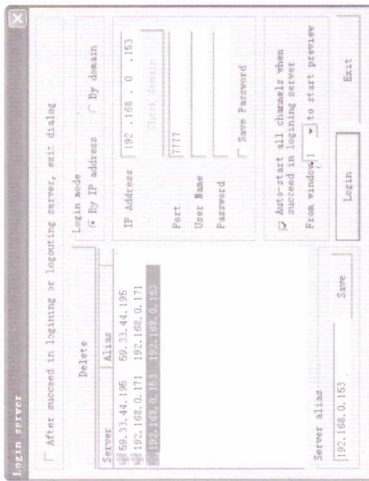 Login server
After succeed in logining or logouting server, exit dialog
Delete
Server Alias
59.33.44.195 59.33.44.195
192.168.0.171 192.168.0.171
192.168.0.153 192.168.0.153
Server alias
192.168.0.153 Save
Login mode
By IP address By domain
IP Address 192 .168 . 0 .153
domain
Port 7777
User Name
Password
Save Password
Auto-start all channels when
succeed in logining server
From window 1 to start preview
Login Exit